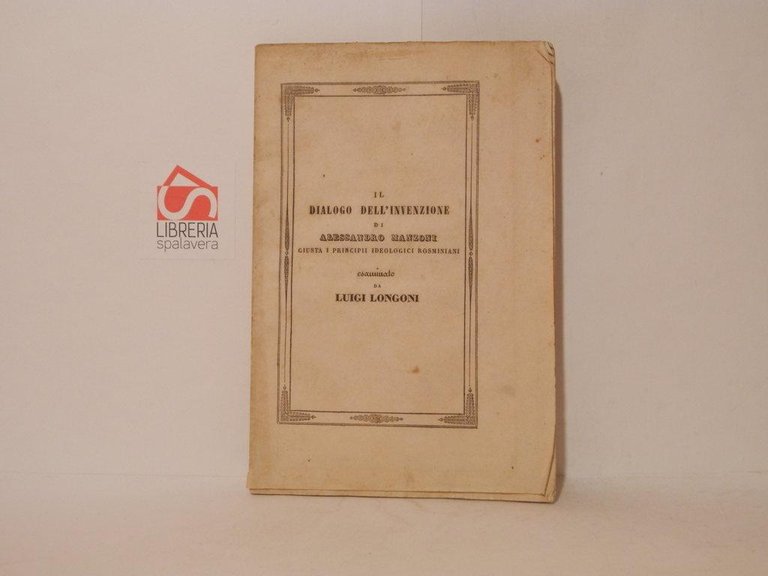 LIBRERIA
spalavera
IL
DIALOGO DELL'INVENZIONE
DI
ALESSANDRO MANZONI
GIUSTA I PRINCIPII IDEOLOGICI ROSMINIANI
esaminato
DA
LUIGI LONGONI